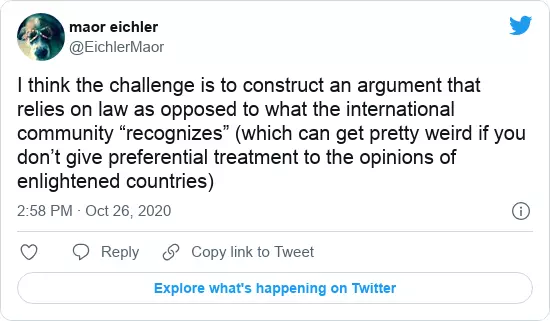 maor eichler
@EichlerMaor
I think the challenge is to construct an argument that
relies on law as opposed to what the international
community “recognizes” (which can get pretty weird if you
don’t give preferential treatment to the opinions of
enlightened countries)
2:58 PM · Oct 26, 2020
Reply Copy link to Tweet
Explore what's happening on Twitter